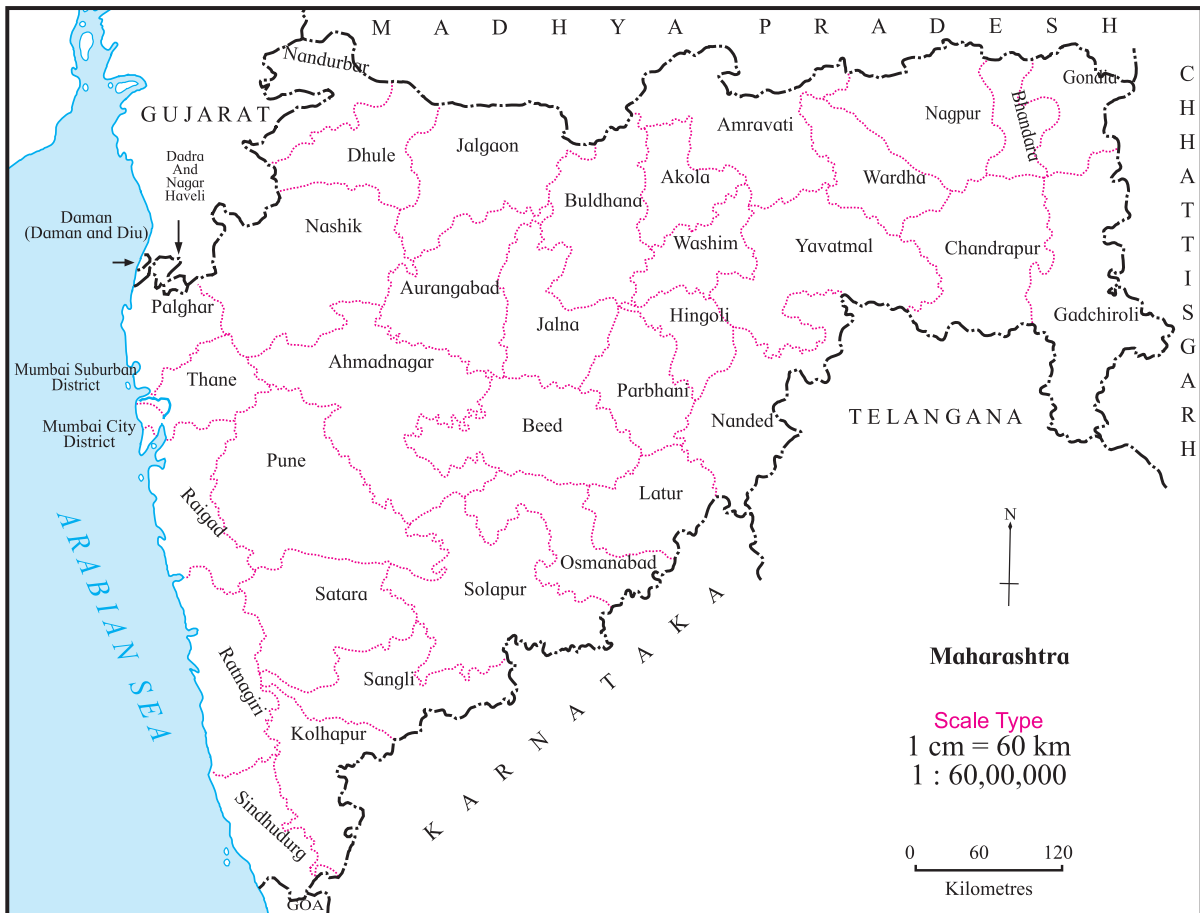 M A D H Y A P R A D E S H
C H H A T T I S G A R H
Nandurbar
GUJARAT
Dadra
And
Nagar
Haveli
Daman
(Daman and Diu)
Dhule
Jalgaon
Amravati
Nagpur
Bhandara
Gondia
Buldhana
Akola
Wardha
Nashik
Washim
Yavatmal
Chandrapur
Palghar
Aurangabad
Jalna
Hingoli
Gadchiroli
Mumbai Suburban
District
Thane
Ahmadnagar
Parbhani
Nanded
TELANGANA
Mumbai City
District
Beed
Pune
Latur
Raigad
ARABIAN SEA
Osmanabad
Satara
Solapur
N
Ratnagiri
Sangli
Kolhapur
KARNATAKA
Sindhudurg
GOA
Maharashtra
Scale Type
1 cm = 60 km
1 : 60,00,000
0 60 120
Kilometres